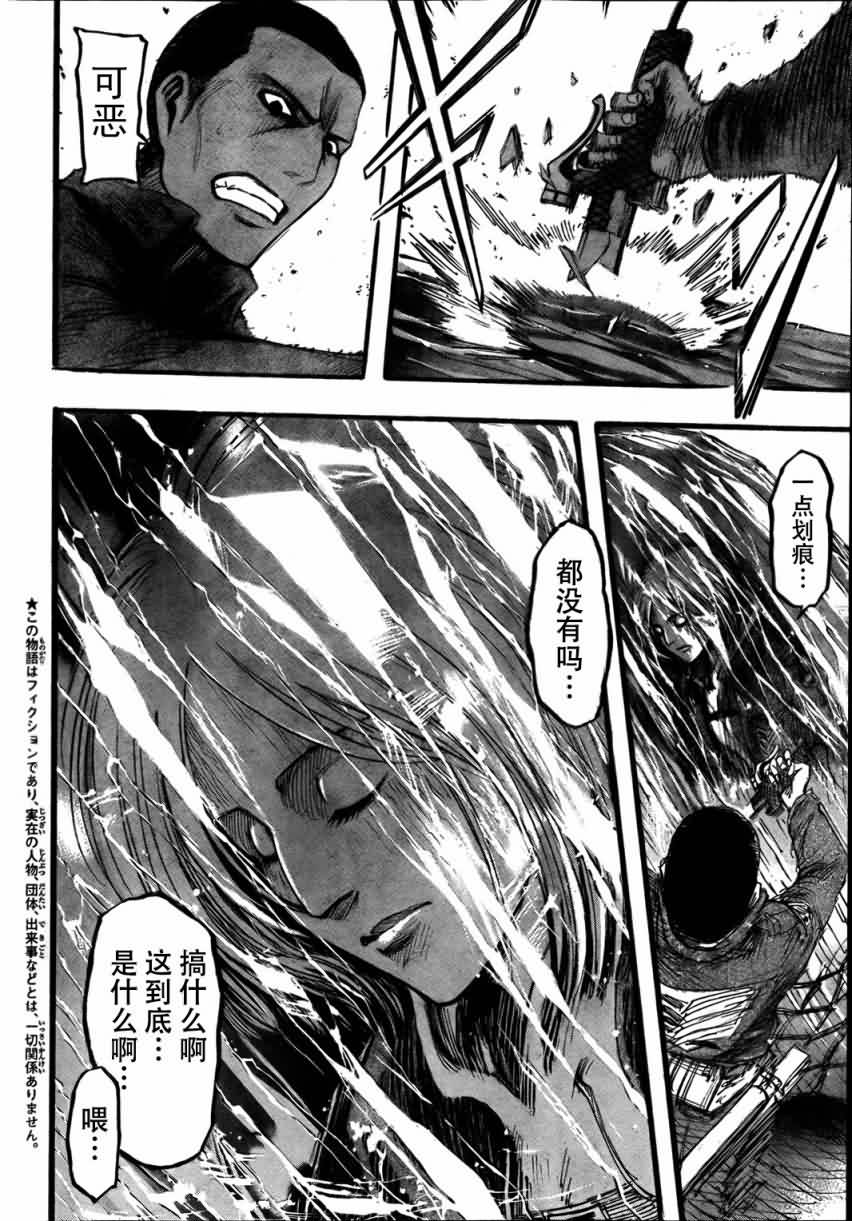 可
恶
一点划痕…
都没有吗…
搞什么啊
这到底…
是什么啊…
喂…
★この物語はフィクションであり、実在の人物、団体、出来事などとは、一切関係ありません。